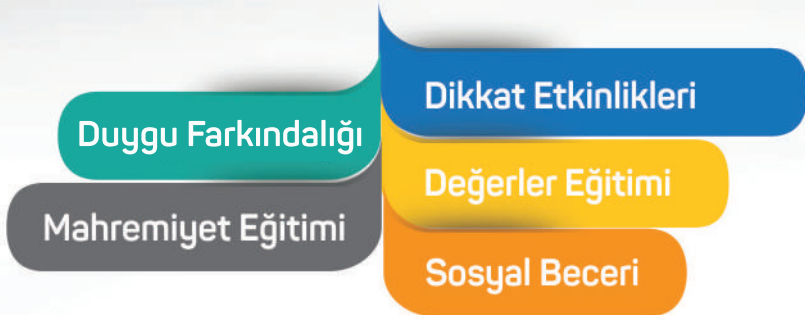 Dikkat Etkinlikleri
Duygu Farkındalığı
Değerler Eğitimi
Mahremiyet Eğitimi
Sosyal Beceri